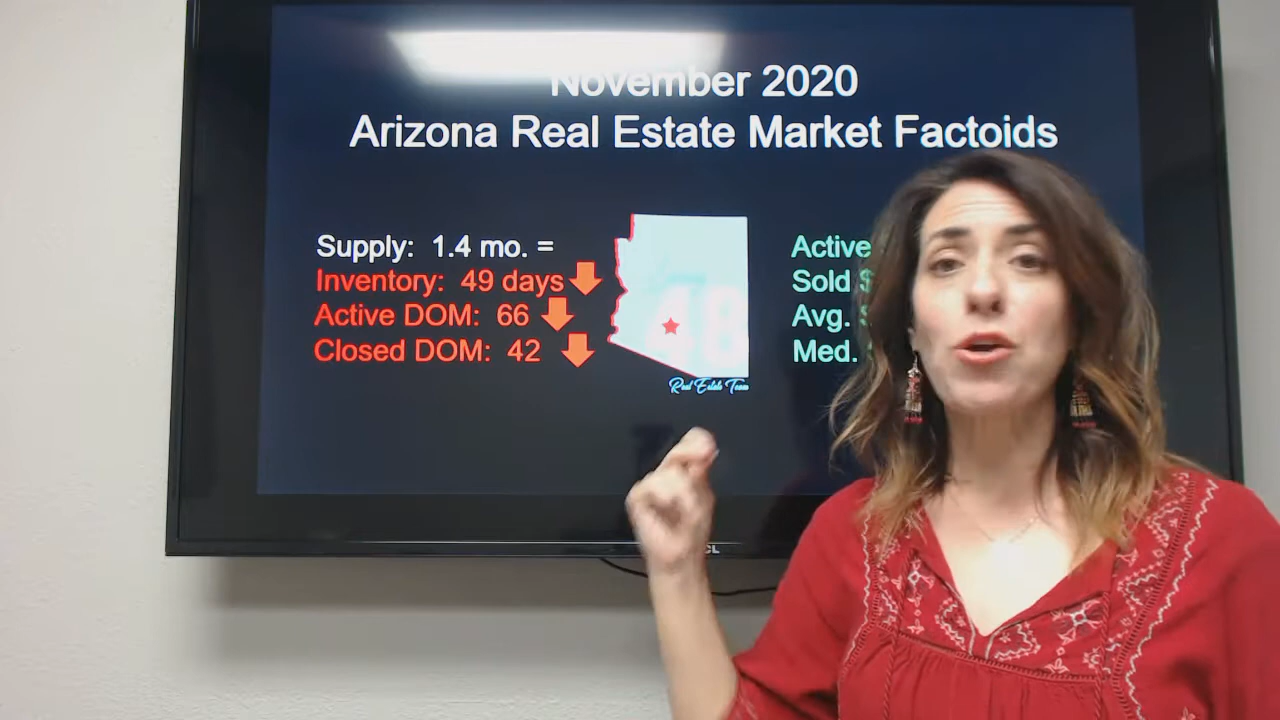 November 2020
Arizona Real Estate Market Factoids
Supply: 1.4 mo. =
Inventory: 49 days
Active DOM: 66
Closed DOM: 42
48
Real Estate Team
Active
Sold $
Avg. $
Med. $
CL